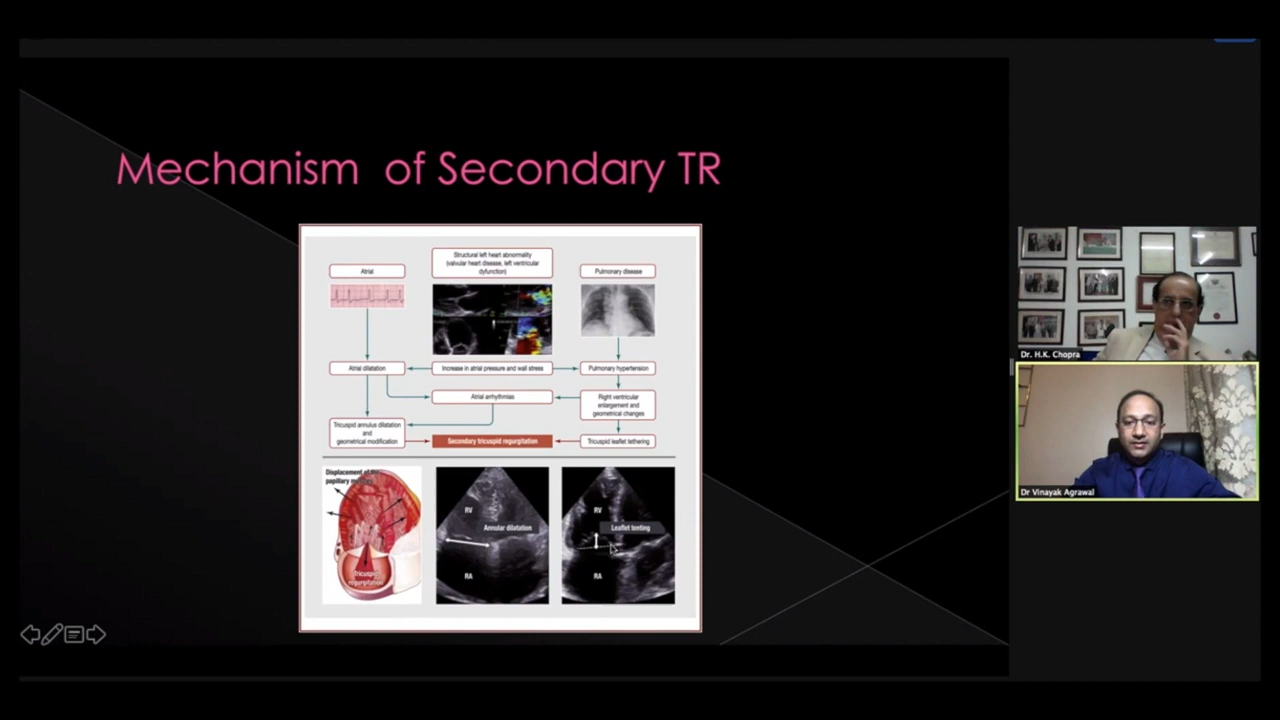 Mechanism of Secondary TR
Atrial
Structural left heart abnormality
(valvular heart disease, left ventricular
dyfunction)
Pulmonary disease
Atrial dilatation
Increase in atrial pressure and wall stress
Pulmonary hypertension
Atrial arrhythmias
Right ventricular
enlargement and
geometrical changes
Tricuspid annulus dilatation
and
geometrical modification
Secondary tricuspid regurgitation
Tricuspid leaflet tethering
Displacement of
papillary
Tricuspid
regurgitation
RV
Annular dilatation
RA
RV
Leaflet tenting
RA
Dr. H.K. Chopra
Dr Vinayak Agrawal